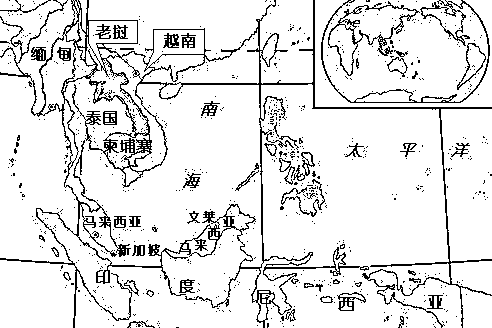 老挝
越南
缅甸
泰国
南
柬埔寨
太平洋
海
马来西亚
文莱
西亚
马来
新加坡
印
度
尼
西
亚